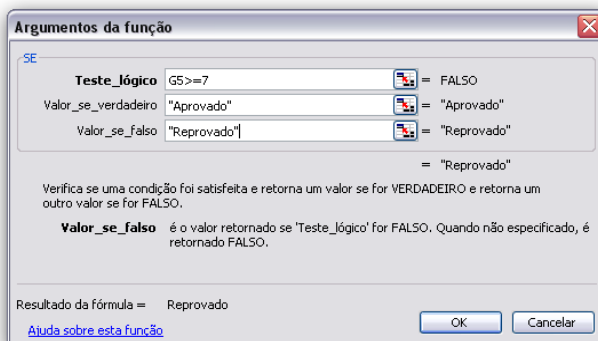 Argumentos da função
SE
Teste_lógico G5>=7 = FALSO
Valor_se_verdadeiro "Aprovado" = "Aprovado"
Valor_se_falso "Reprovado" = "Reprovado"
= "Reprovado"
Verifica se uma condição foi satisfeita e retorna um valor se for VERDADEIRO e retorna um
outro valor se for FALSO.
Valor_se_falso é o valor retornado se 'Teste_lógico' for FALSO. Quando não especificado, é
retornado FALSO.
Resultado da fórmula = Reprovado
Ajuda sobre esta função OK Cancelar